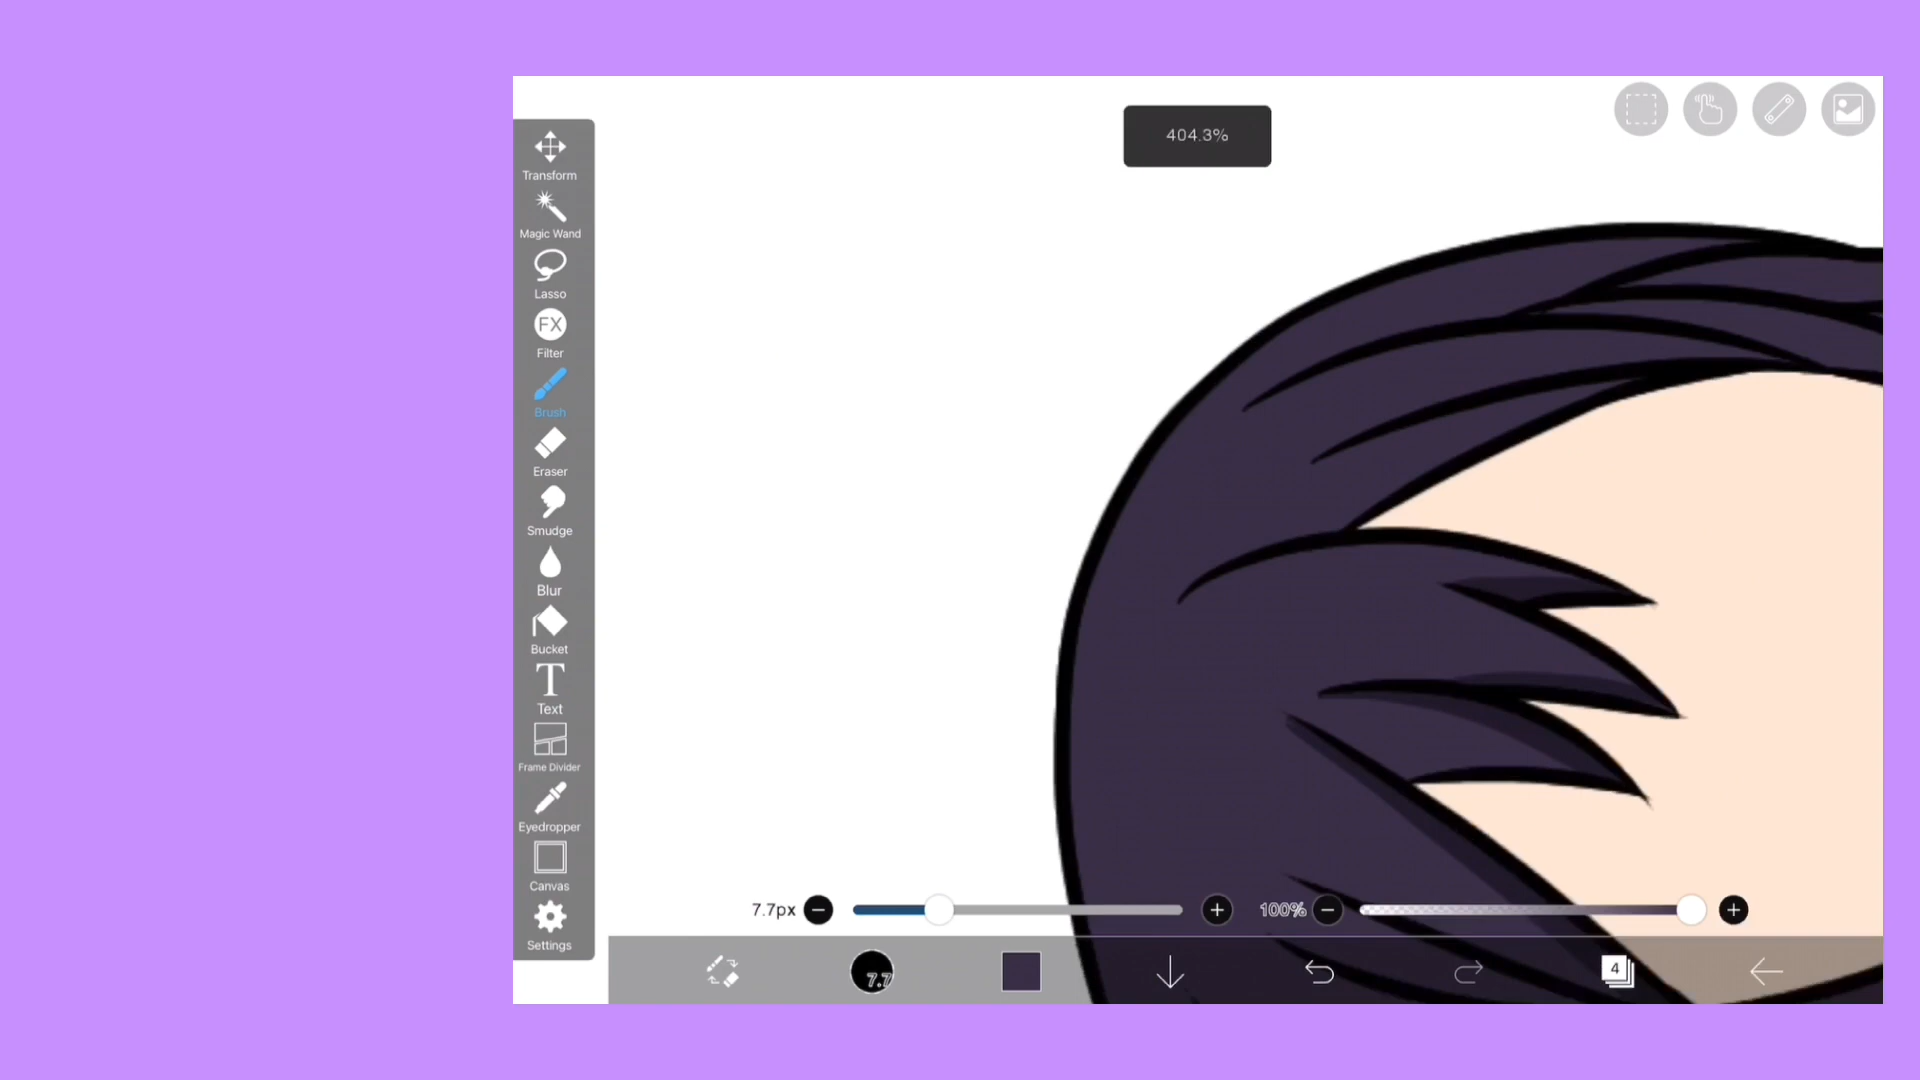 404.3%
Transform
Magic Wand
Lasso
FX
Filter
Brush
Eraser
Smudge
Blur
Bucket
T
Text
Frame Divider
Eyedropper
Canvas
Settings
7.7px
100%
7.7
4